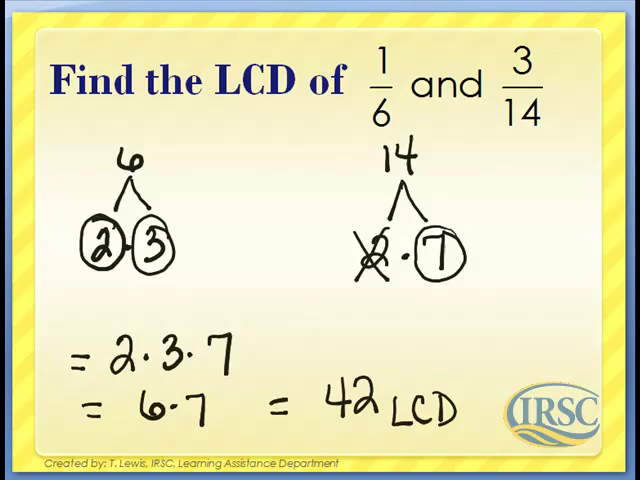 Find the LCD of 1/6 and 3/14
6 14
2 · 3 2 · 7
= 2 · 3 · 7
= 6 · 7 = 42 LCD
IRSC
Created by: T. Lewis, IRSC, Learning Assistance Department